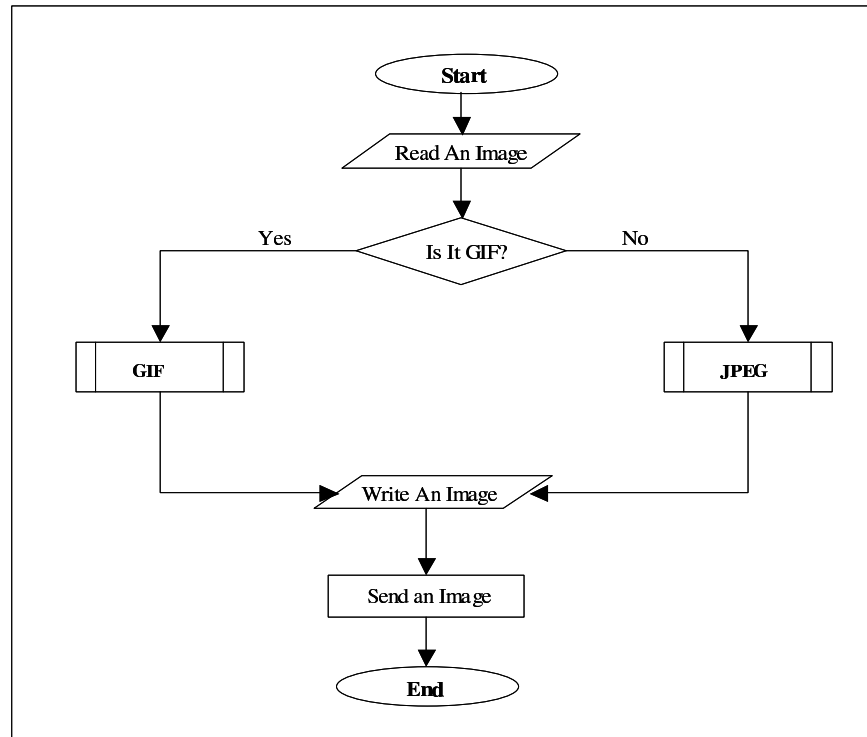 Start
Read An Image
Is It GIF?
Yes
No
GIF
JPEG
Write An Image
Send an Image
End